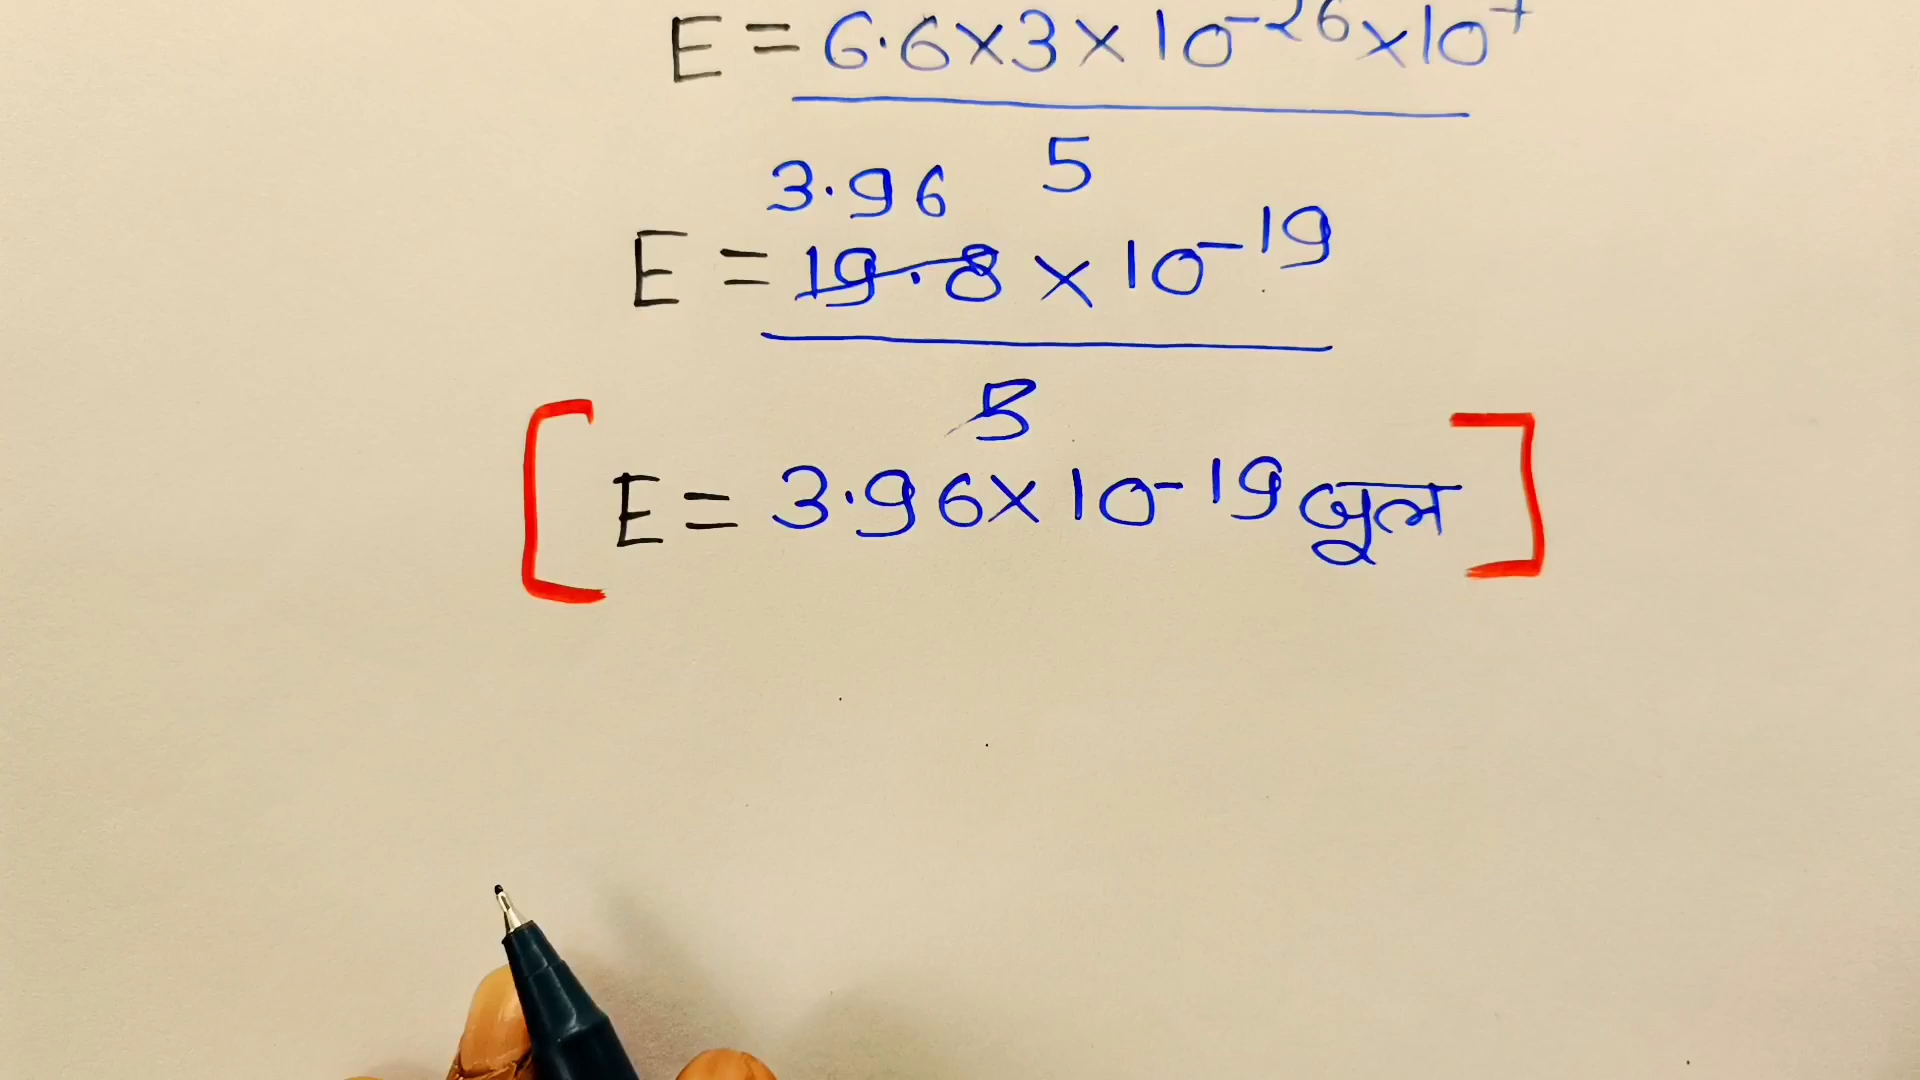 E = 6.6×3×10⁻²⁶×10⁷
5
3.96
E = 19.8 × 10⁻¹⁹
5
E = 3.96×10⁻¹⁹ जूल